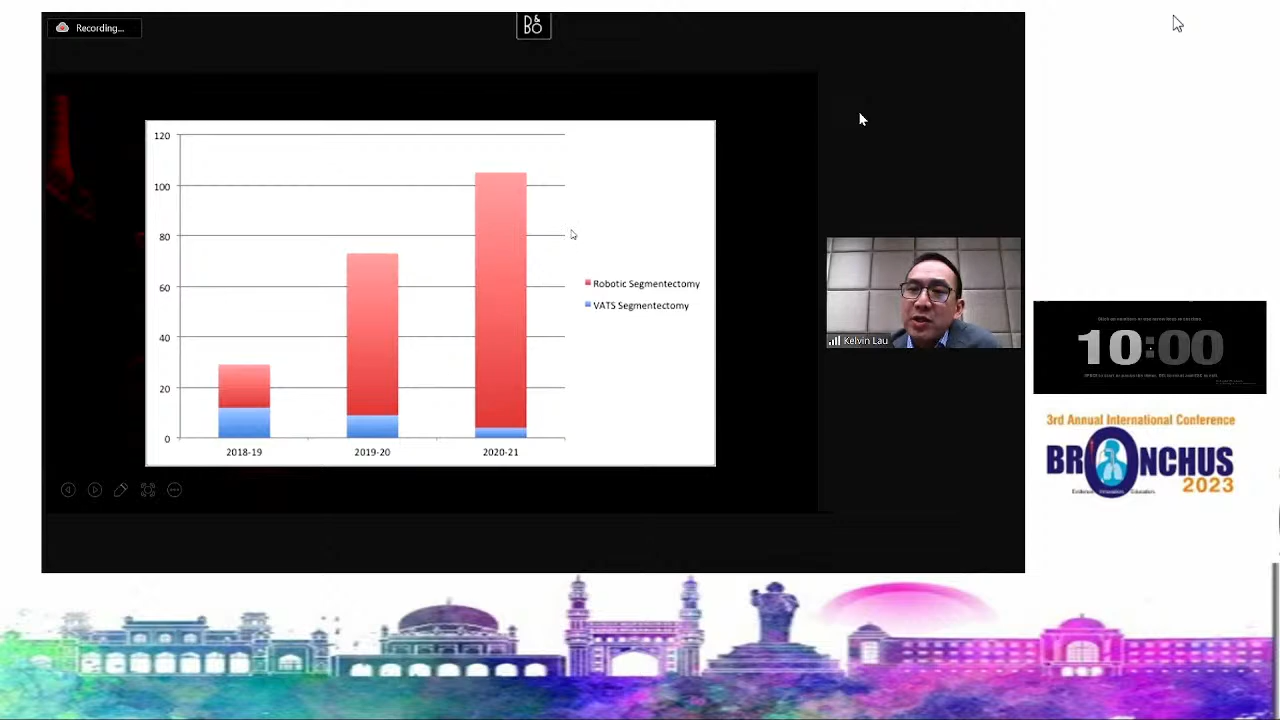 Recording...
B&
BO
120
100
80
60
40
20
0
2018-19
2019-20
2020-21
Robotic Segmentectomy
VATS Segmentectomy
Kelvin Lau
10:00
3rd Annual International Conference
BRONCHUS
2023